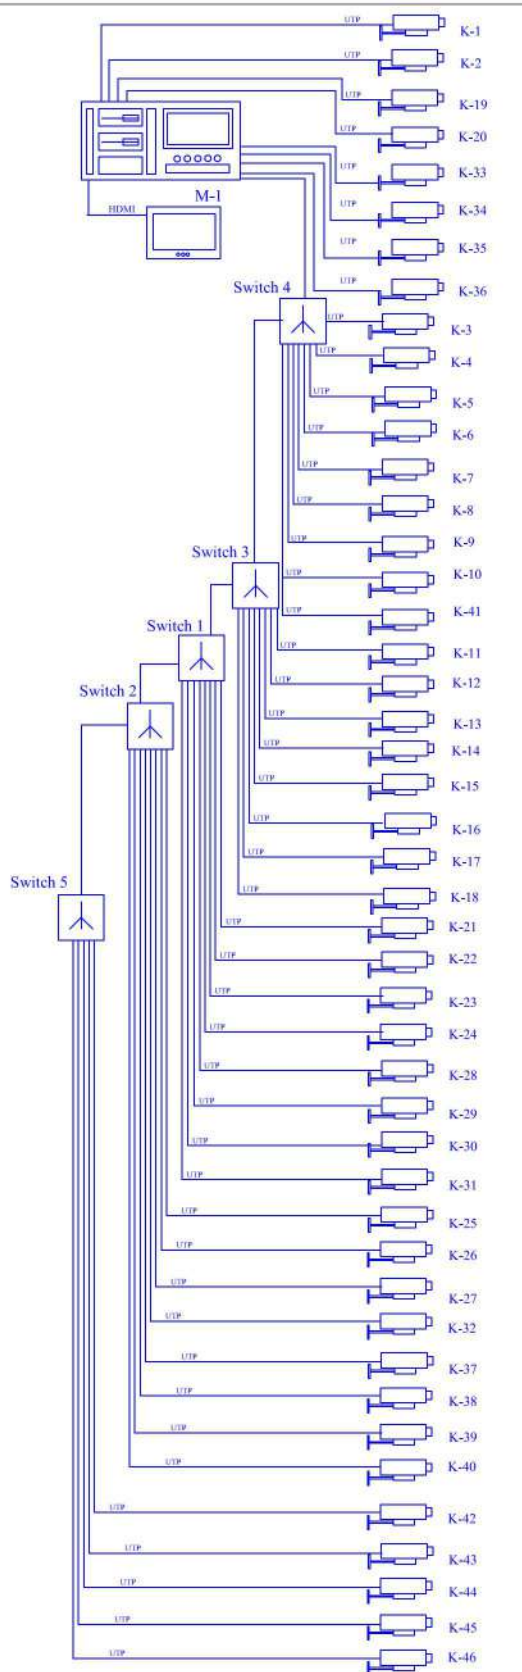 UTP
K-1
UTP
K-2
UTP
K-19
K-20
UTP
K-33
M-1
HDMI
UTP
K-34
UTP
K-35
UTP
K-36
Switch 4
UTP
K-3
UTP
K-4
UTP
K-5
UTP
K-6
UTP
K-7
UTP
K-8
UTP
K-9
Switch 3
UTP
K-10
UTP
K-41
Switch 1
UTP
K-11
UTP
K-12
Switch 2
UTP
K-13
UTP
K-14
UTP
K-15
UTP
K-16
UTP
K-17
Switch 5
UTP
K-18
UTP
K-21
UTP
K-22
UTP
K-23
UTP
K-24
UTP
K-28
UTP
K-29
UTP
K-30
UTP
K-31
UTP
K-25
UTP
K-26
UTP
K-27
UTP
K-32
UTP
K-37
UTP
K-38
UTP
K-39
UTP
K-40
UTP
K-42
UTP
K-43
UTP
K-44
UTP
K-45
UTP
K-46